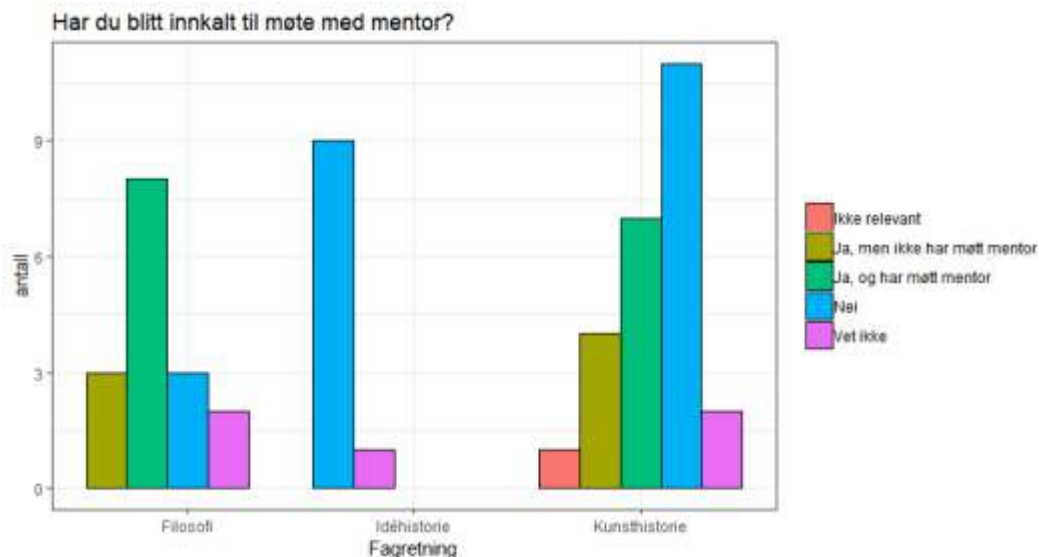 Har du blitt innkalt til møte med mentor?
9
6
3
0
antall
Filosofi
Idéhistorie
Kunsthistorie
Fagretning
Ikke relevant
Ja, men ikke har møtt mentor
Ja, og har møtt mentor
Nei
Vet ikke